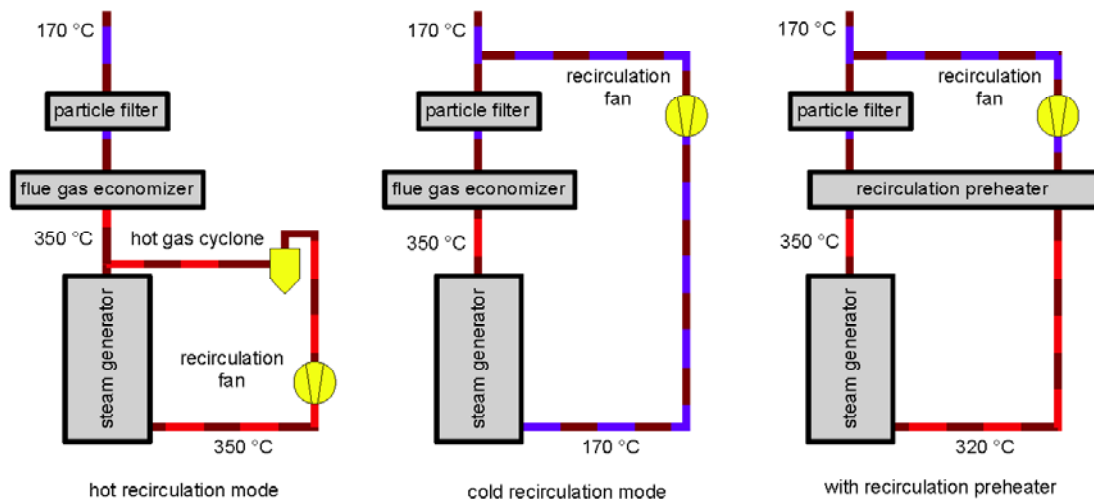 170 °C
particle filter
flue gas economizer
350 °C
hot gas cyclone
steam generator
recirculation
fan
350 °C
hot recirculation mode
170 °C
recirculation
fan
particle filter
flue gas economizer
350 °C
steam generator
170 °C
cold recirculation mode
170 °C
recirculation
fan
particle filter
recirculation preheater
350 °C
steam generator
320 °C
with recirculation preheater